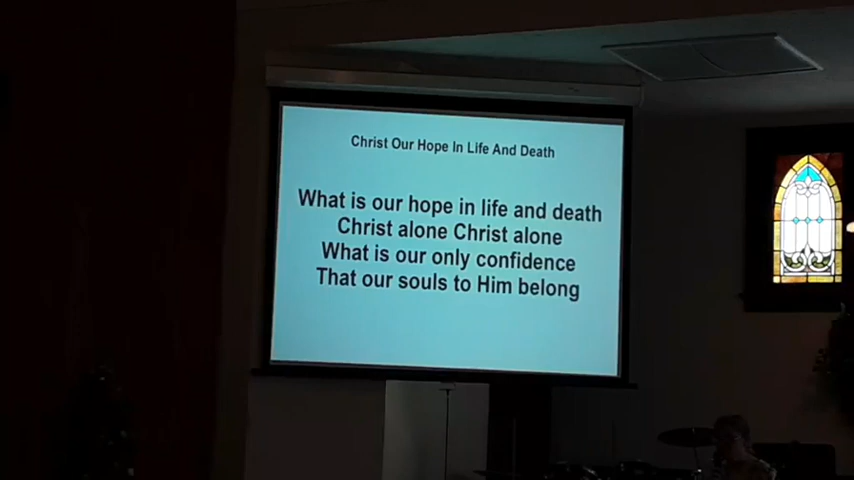 Christ Our Hope In Life And Death
What is our hope in life and death
Christ alone Christ alone
What is our only confidence
That our souls to Him belong